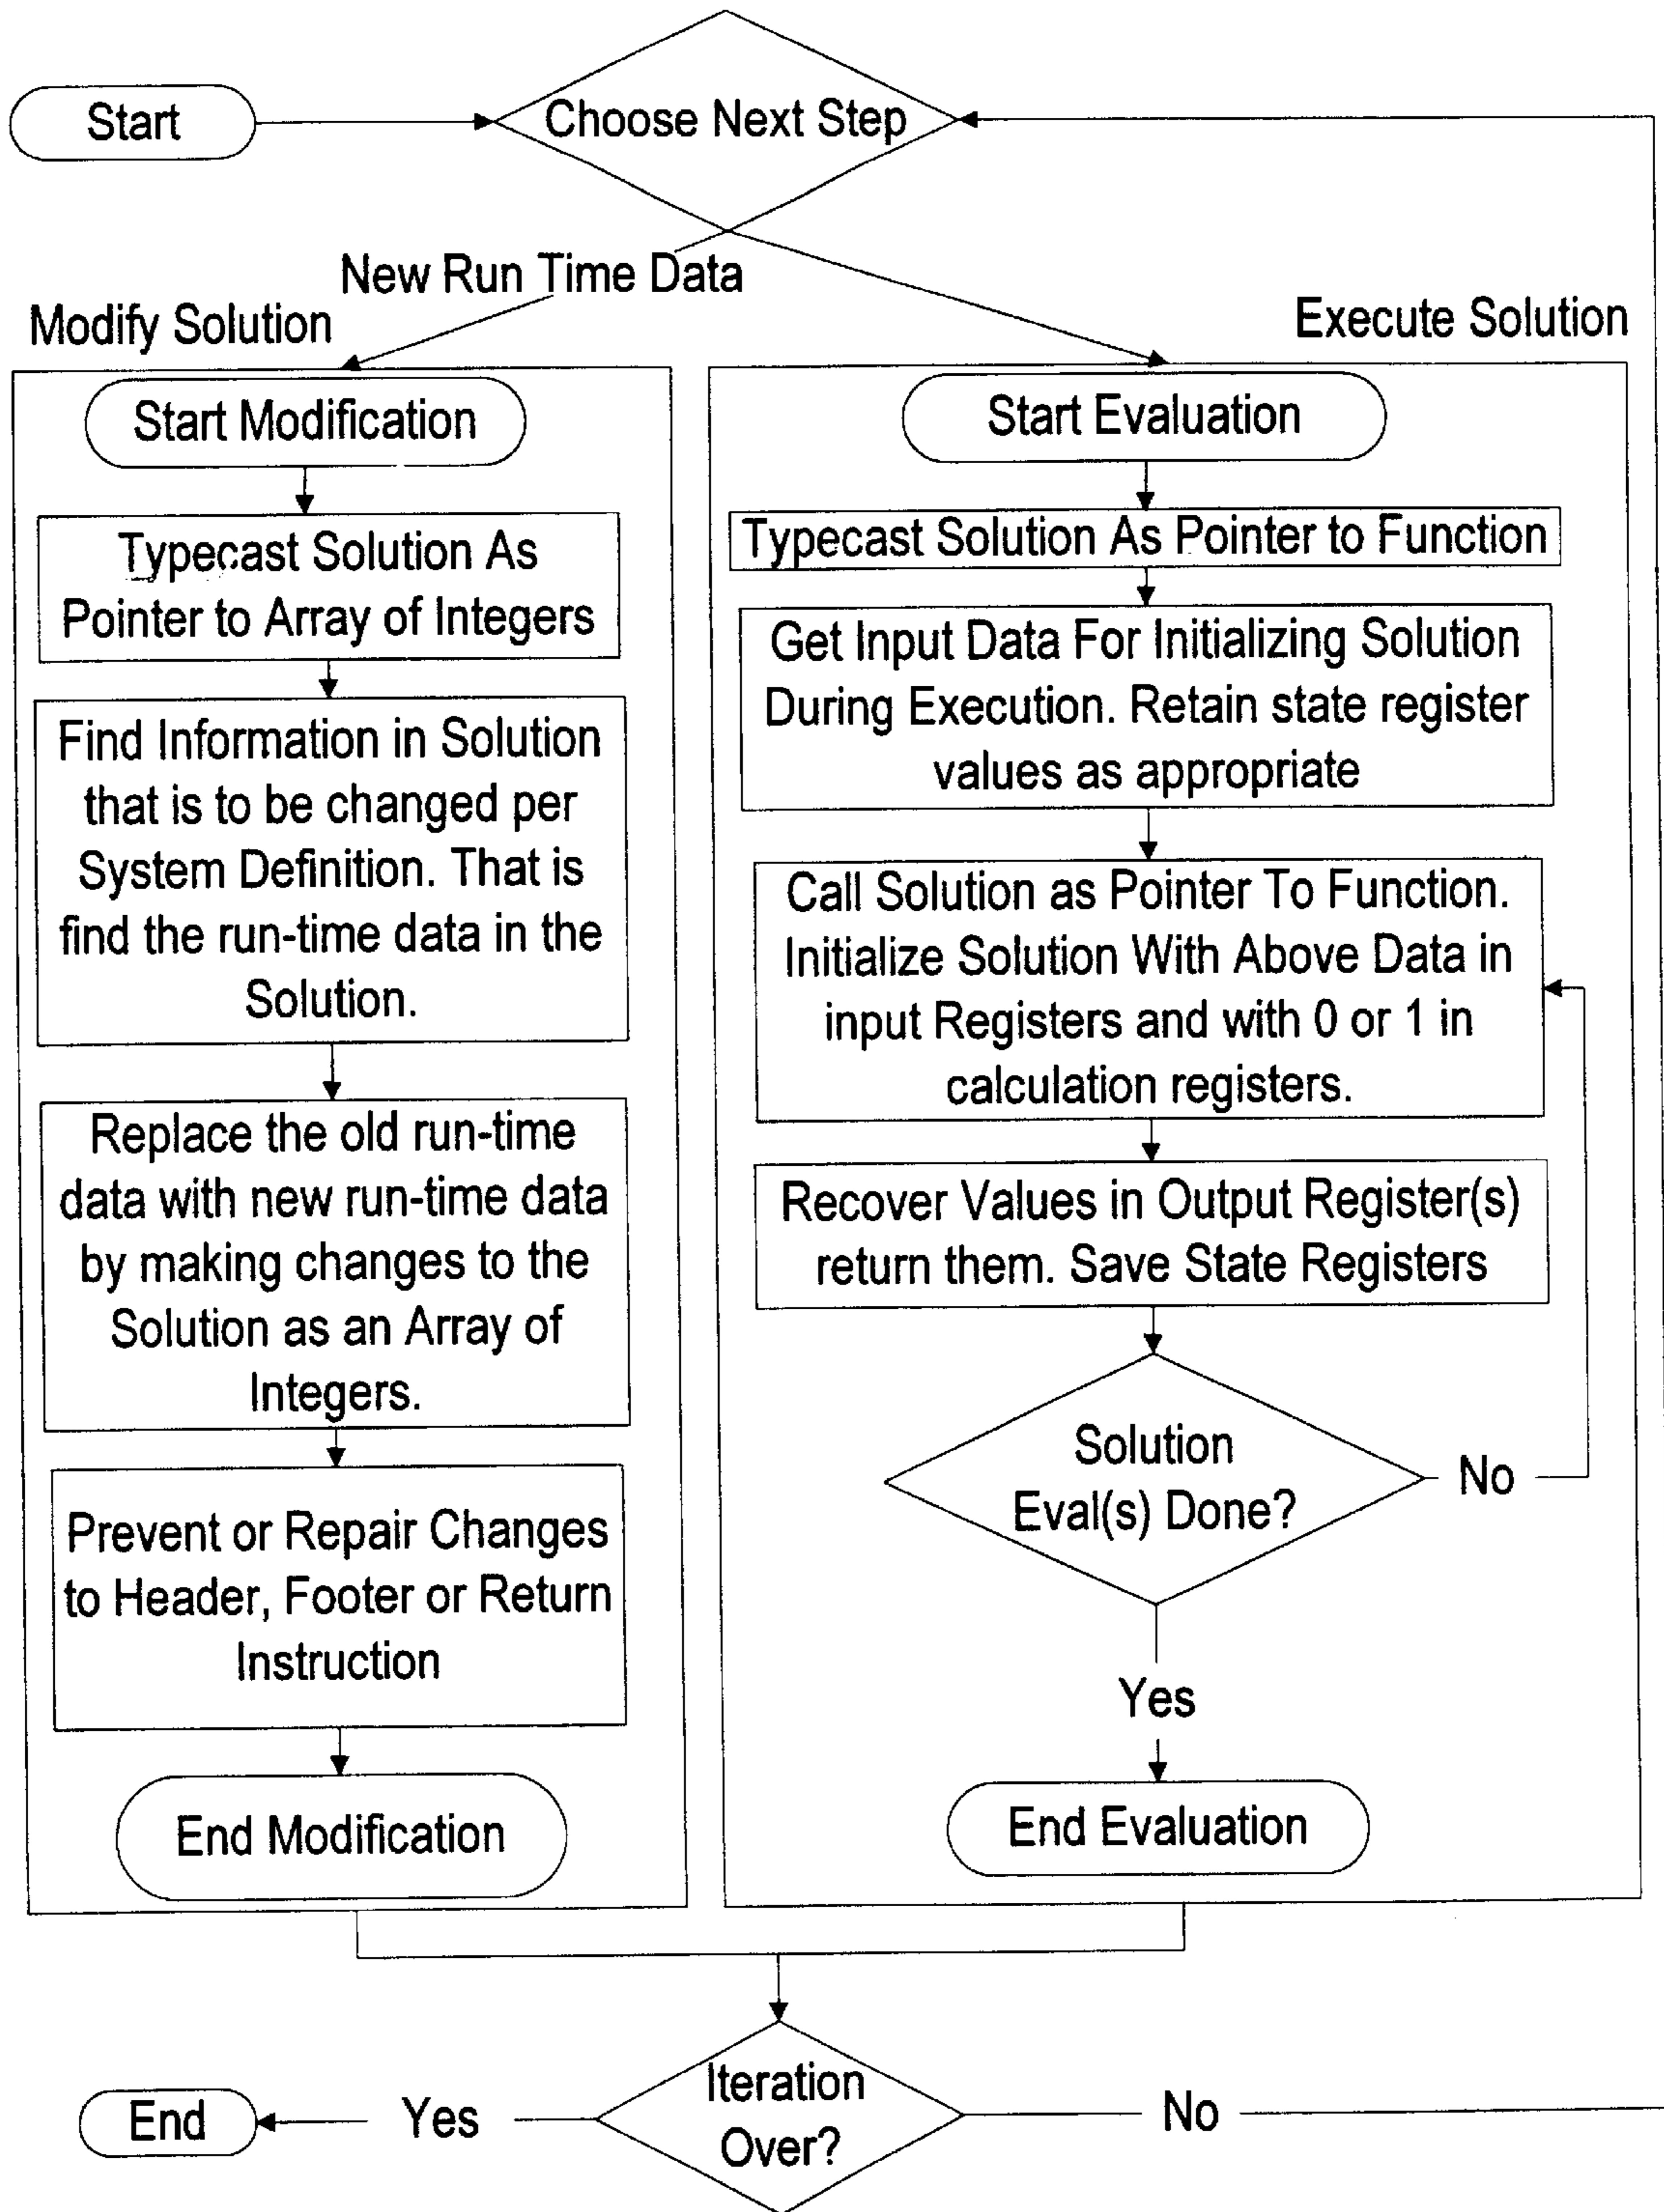 Start
Choose Next Step
New Run Time Data
Modify Solution
Execute Solution
Start Modification
Typecast Solution As
Pointer to Array of Integers
Find Information in Solution
that is to be changed per
System Definition. That is
find the run-time data in the
Solution.
Replace the old run-time
data with new run-time data
by making changes to the
Solution as an Array of
Integers.
Prevent or Repair Changes
to Header, Footer or Return
Instruction
End Modification
Start Evaluation
Typecast Solution As Pointer to Function
Get Input Data For Initializing Solution
During Execution. Retain state register
values as appropriate
Call Solution as Pointer To Function.
Initialize Solution With Above Data in
input Registers and with 0 or 1 in
calculation registers.
Recover Values in Output Register(s)
return them. Save State Registers
Solution
Eval(s) Done?
No
Yes
End Evaluation
Iteration
Over?
Yes
End
No